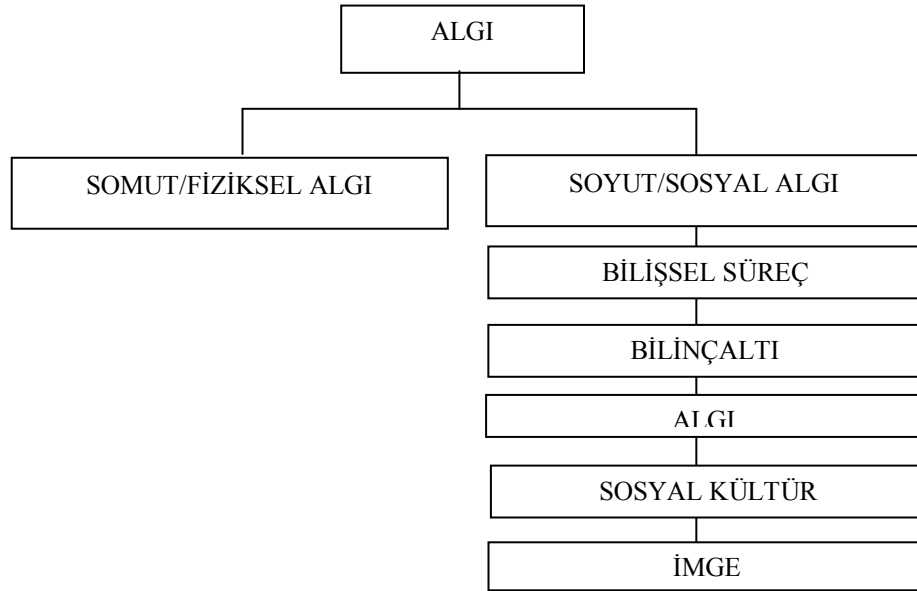 ALGI
SOMUT/FİZİKSEL ALGI
SOYUT/SOSYAL ALGI
BİLİŞSEL SÜREÇ
BİLİNÇALTI
ALGI
SOSYAL KÜLTÜR
İMGE